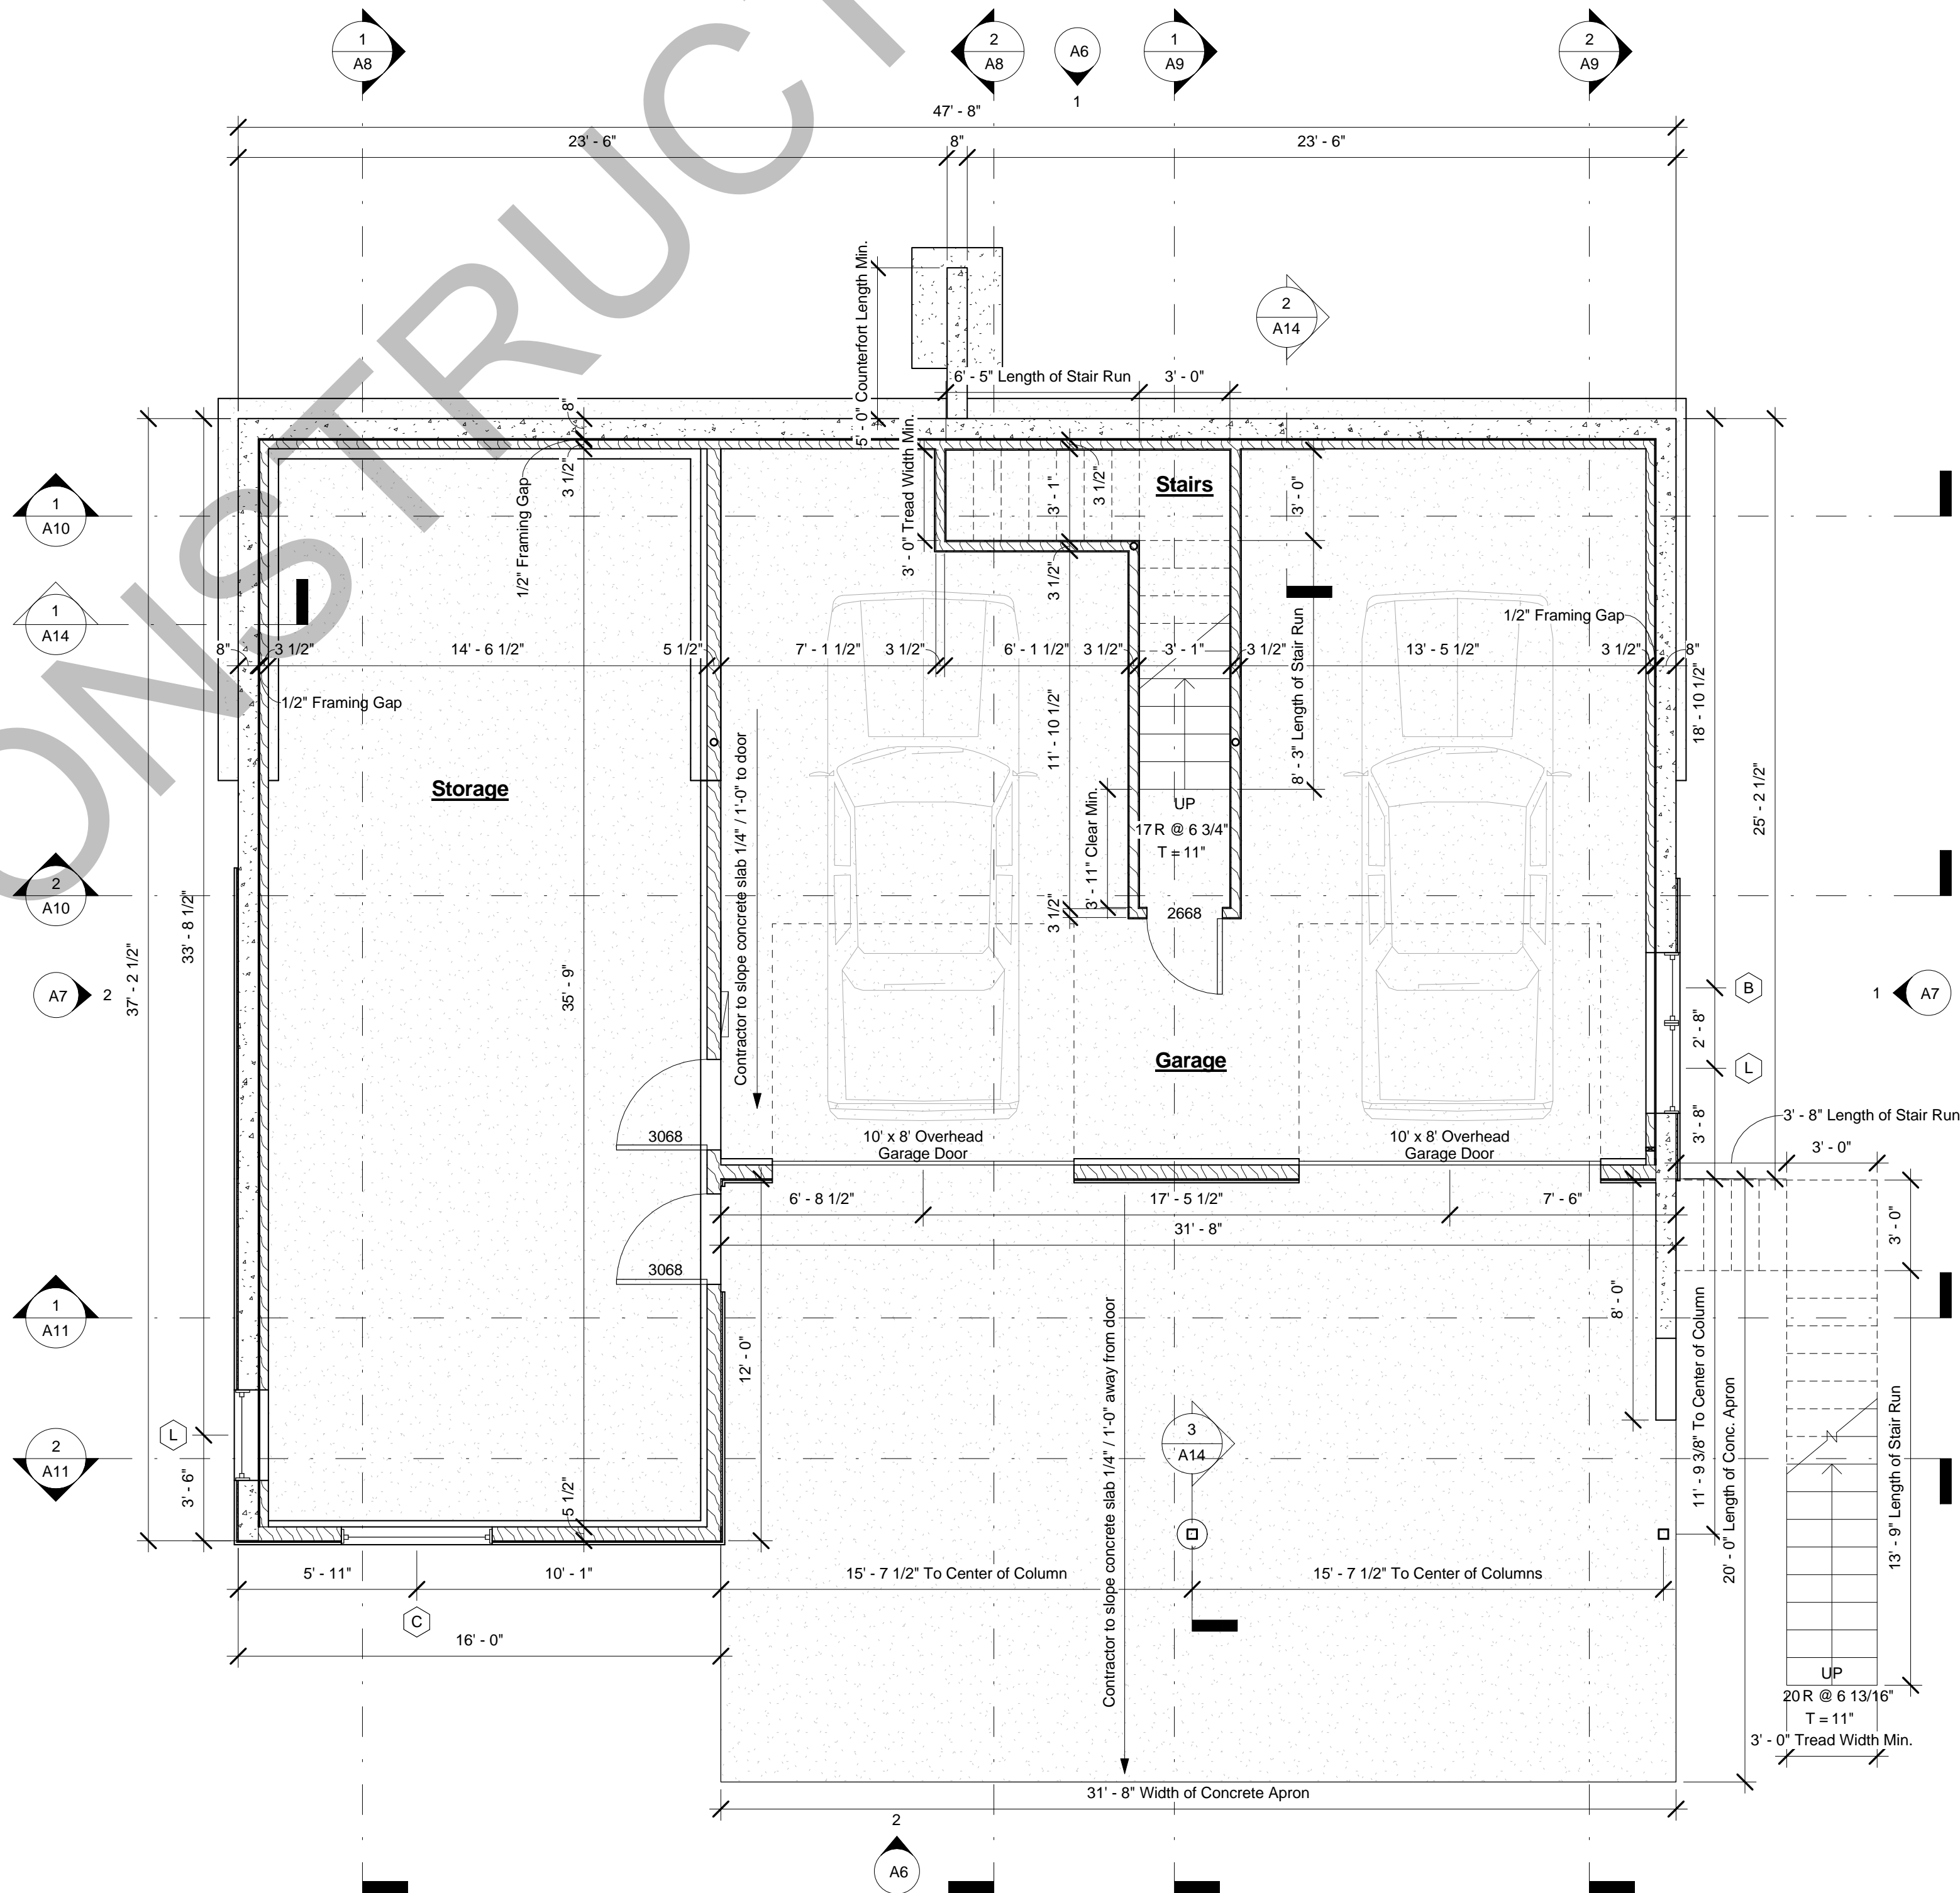 1
A8
2
A8
A6
1
1
A9
2
A9
47' - 8"
23' - 6"
8"
23' - 6"
ONSTRUCT
5' - 0" Counterfort Length Min.
2
A14
6' - 5" Length of Stair Run
3' - 0"
8"
3 1/2"
1/2" Framing Gap
3' - 0" Tread Width Min.
3' - 1"
3 1/2"
Stairs
3' - 0"
1
A10
3 1/2"
1
A14
1/2" Framing Gap
8"
3 1/2"
14' - 6 1/2"
5 1/2"
7' - 1 1/2"
3 1/2"
6' - 1 1/2"
3 1/2"
3' - 1"
3 1/2"
13' - 5 1/2"
3 1/2"
8"
1/2" Framing Gap
8' - 3" Length of Stair Run
18' - 10 1/2"
11' - 10 1/2"
25' - 2 1/2"
Storage
Contractor to slope concrete slab 1/4" / 1'-0" to door
UP
17 R @ 6 3/4"
T = 11"
3' - 11" Clear Min.
3 1/2"
2668
2
A10
33' - 8 1/2"
37' - 2 1/2"
35' - 9"
A7
2
B
2' - 8"
1
A7
L
Garage
3' - 8"
3' - 8" Length of Stair Run
3' - 0"
3068
10' x 8' Overhead
Garage Door
10' x 8' Overhead
Garage Door
6' - 8 1/2"
17' - 5 1/2"
7' - 6"
31' - 8"
3' - 0"
3068
8' - 0"
1
A11
12' - 0"
Contractor to slope concrete slab 1/4" / 1'-0" away from door
11' - 9 3/8" To Center of Column
20' - 0" Length of Conc. Apron
13' - 9" Length of Stair Run
L
2
A11
3' - 6"
5 1/2"
3
A14
5' - 11"
10' - 1"
15' - 7 1/2" To Center of Column
15' - 7 1/2" To Center of Columns
C
16' - 0"
UP
20 R @ 6 13/16"
T = 11"
3' - 0" Tread Width Min.
31' - 8" Width of Concrete Apron
2
A6